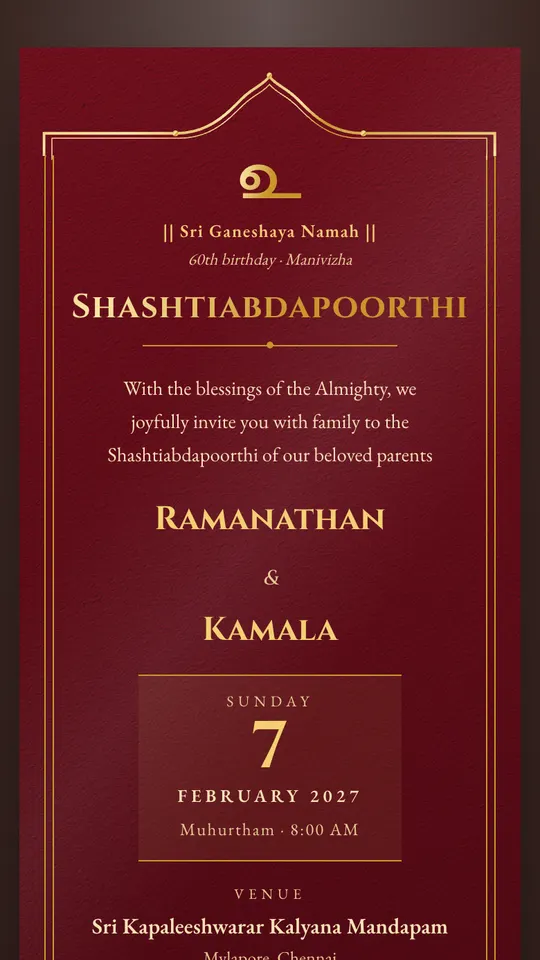 உ
|| Sri Ganeshaya Namah ||
60th birthday · Manivizha
Shashtiabdapoorthi
With the blessings of the Almighty, we
joyfully invite you with family to the
Shashtiabdapoorthi of our beloved parents
Ramanathan
&
Kamala
SUNDAY
7
FEBRUARY 2027
Muhurtham · 8:00 AM
VENUE
Sri Kapaleeshwarar Kalyana Mandapam
Mylapore, Chennai